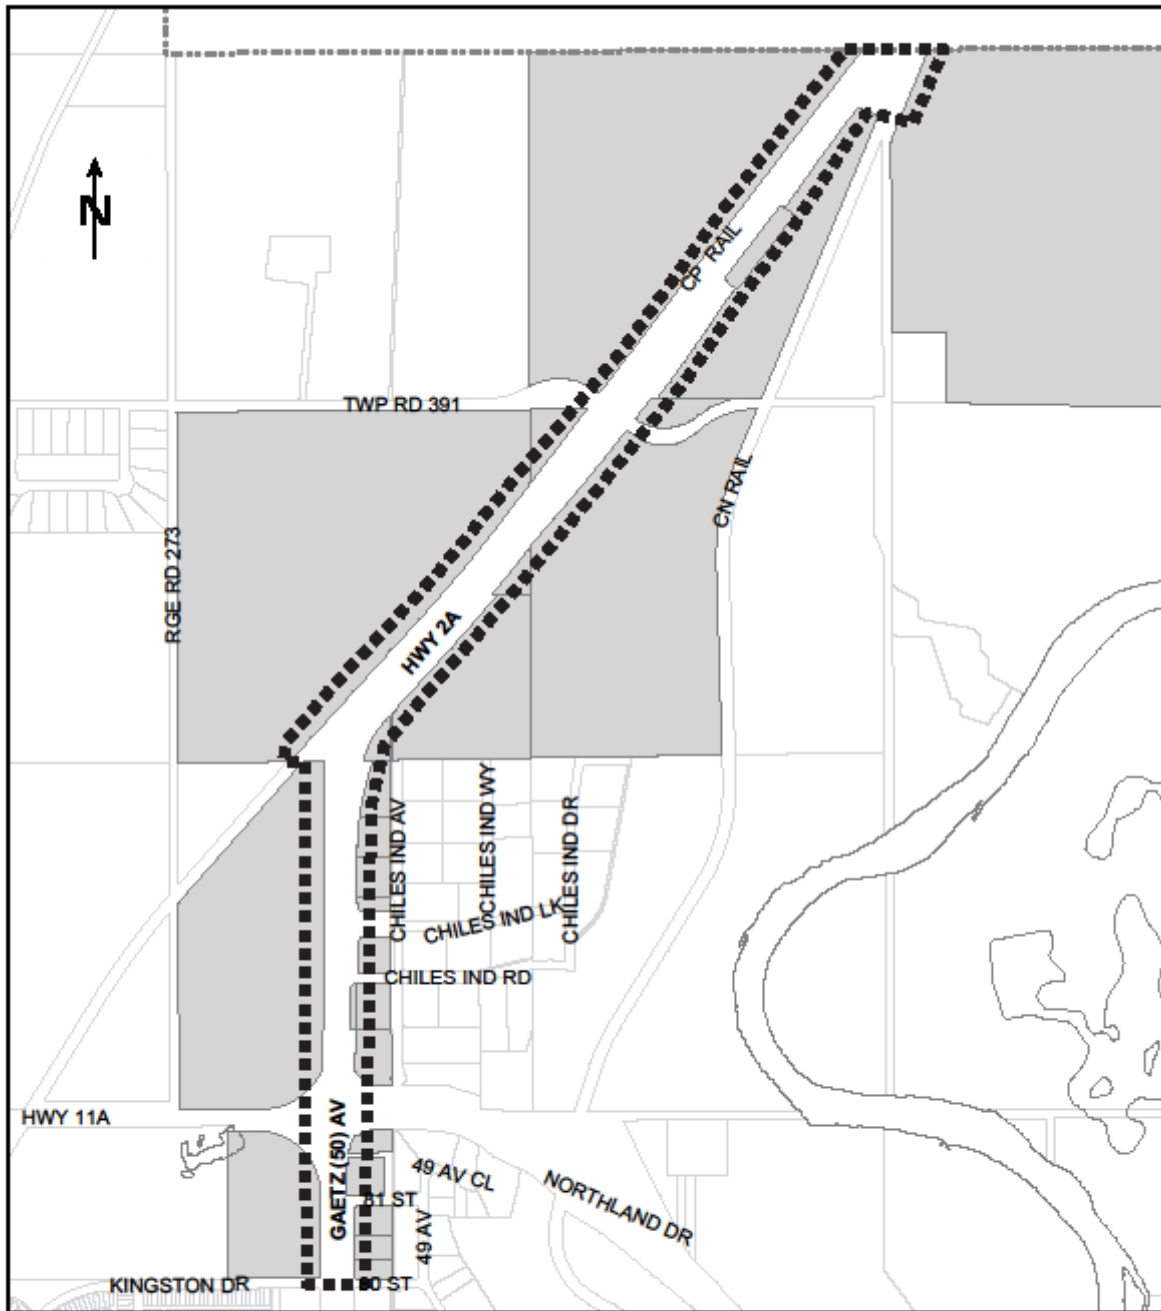 N
CP RAIL
TWP RD 391
CN RAIL
RGE RD 273
HWY 2A
CHILES IND AV
CHILES IND WY
CHILES IND DR
CHILES IND LK
CHILES IND RD
HWY 11A
GAETZ (50) AV
49 AV CL
NORTHLAND DR
81 ST
49 AV
KINGSTON DR
80 ST